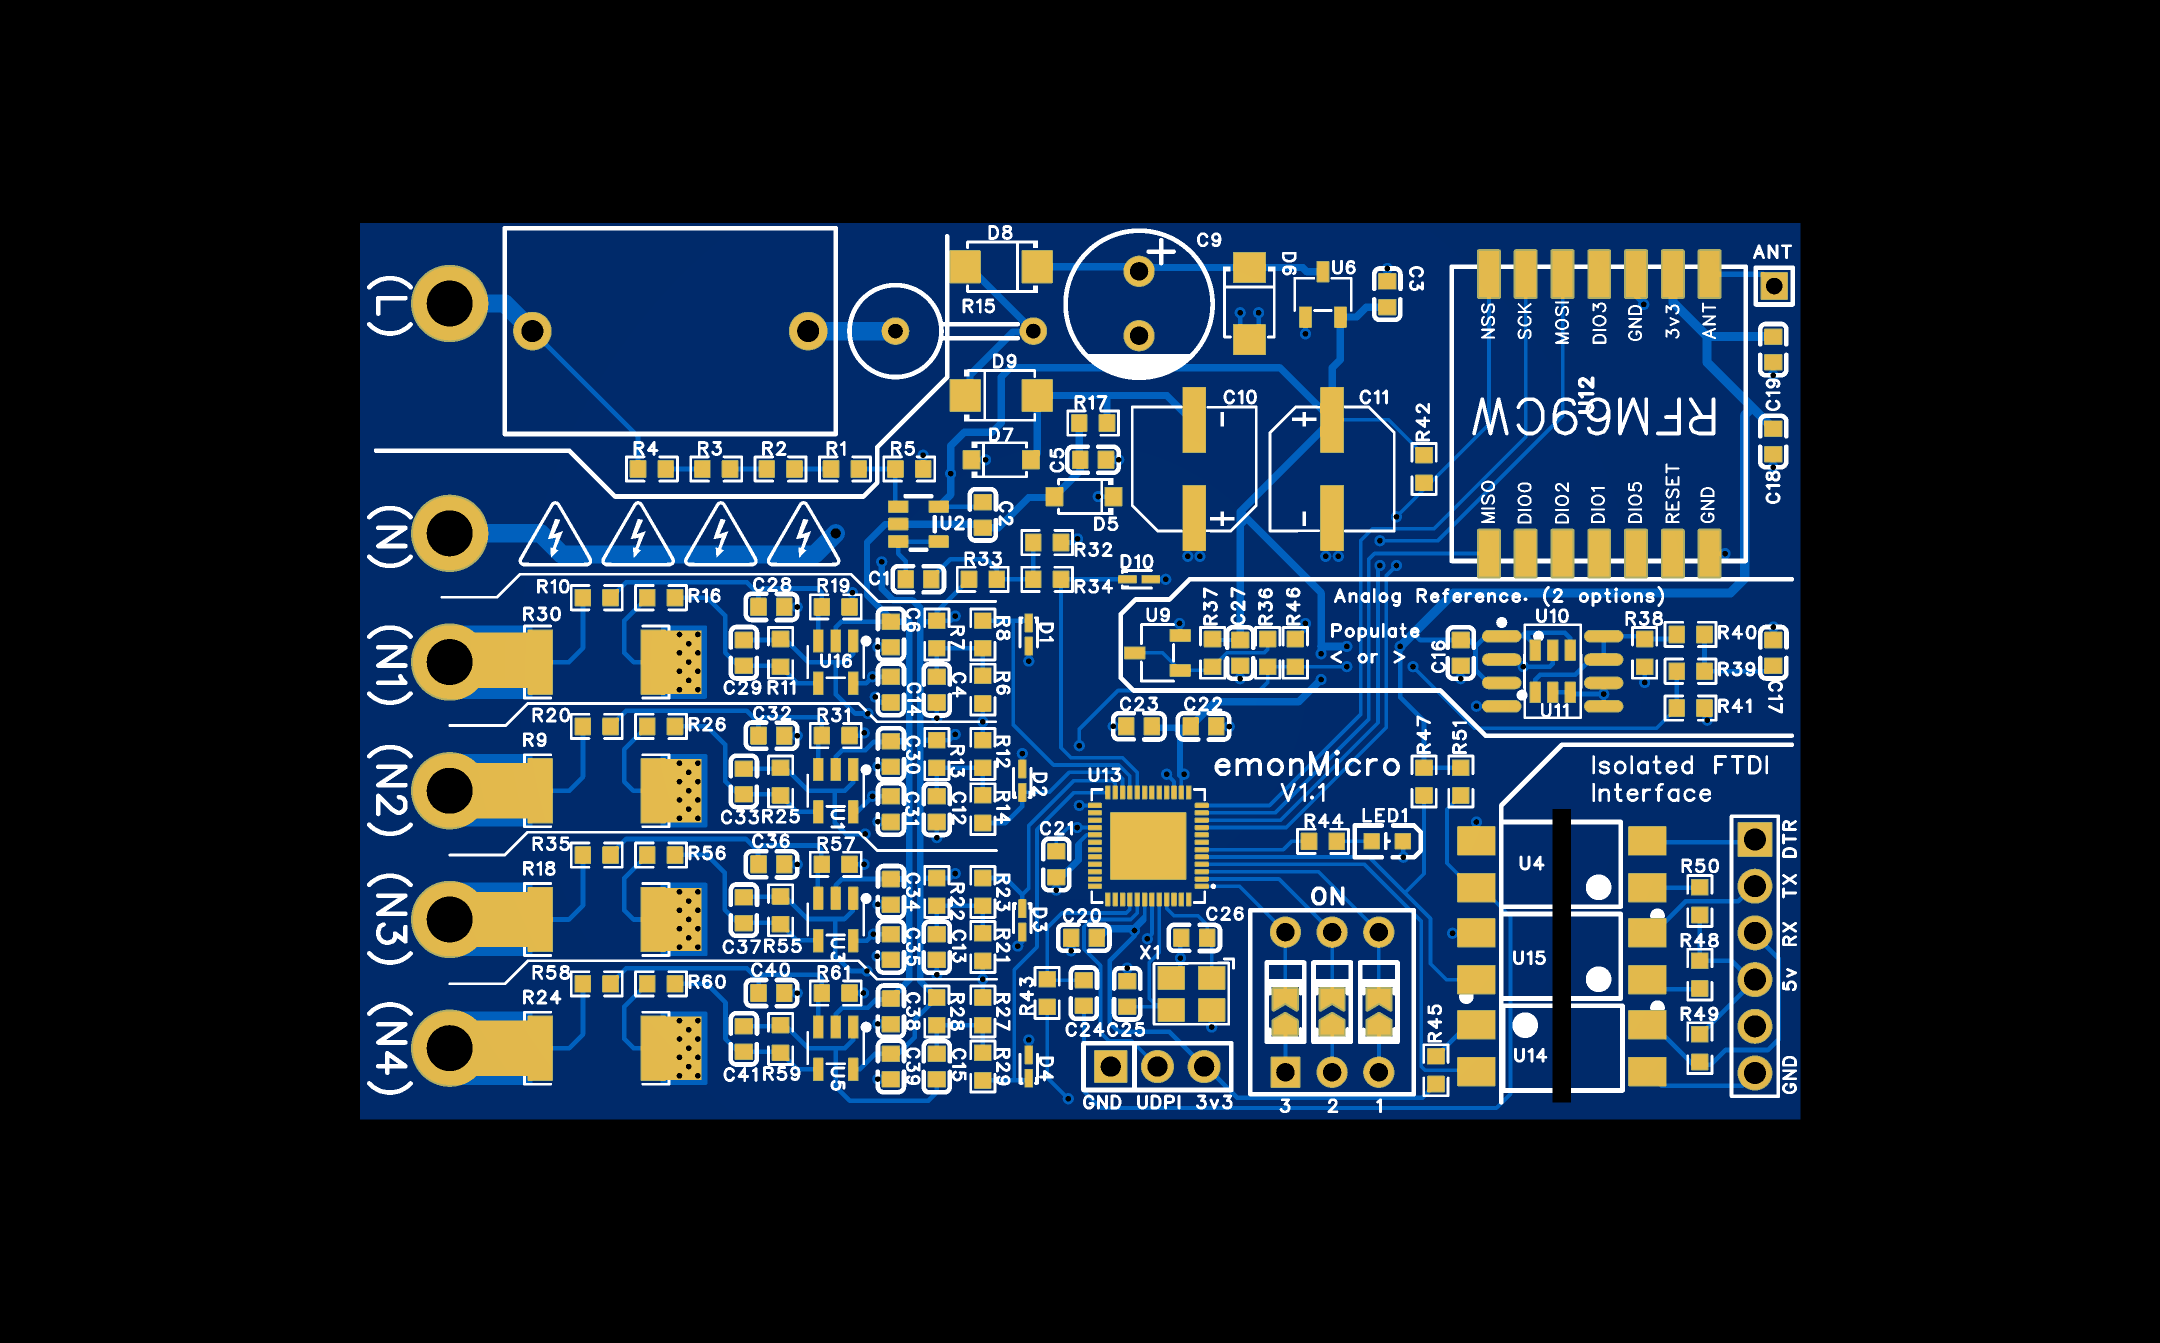 D8
C9
D6
U6
C3
ANT
(L)
R15
NSS
SCK
MOSI
DIO3
GND
3v3
ANT
D9
C19
U12
RFM69CW
R17
C10
C11
R42
D7
R4
R3
R2
R1
R5
C5
C18
MISO
DIO0
DIO2
DIO1
DIO5
RESET
GND
D5
C2
U2
(N)
R32
R33
R34
D10
C1
R10
R16
C28
R19
R30
C6
R7
R8
D1
U9
R37
C27
R36
R46
Analog Reference. (2 options)
Populate
< or >
C16
U10
R38
R40
R39
R41
U11
C17
(N1)
U16
C29
R11
C14
C4
R6
R20
R26
C32
R31
R9
C23
C22
R47
R51
C30
R13
R12
D2
U13
emonMicro
V1.1
Isolated FTDI
Interface
(N2)
C33
R25
U1
C31
C12
R14
R35
R56
C36
R57
R18
C21
R44
LED1
U4
R50
DTR
TX
RX
5v
GND
(N3)
C34
R22
R23
D3
C20
C26
ON
C37
R55
U3
C35
C13
R21
X1
U15
R48
R58
R60
C40
R61
R24
R43
C24
C25
R45
U14
R49
(N4)
C38
R28
R27
C41
R59
U5
C39
C15
R29
D4
GND UDPI 3v3
3 2 1